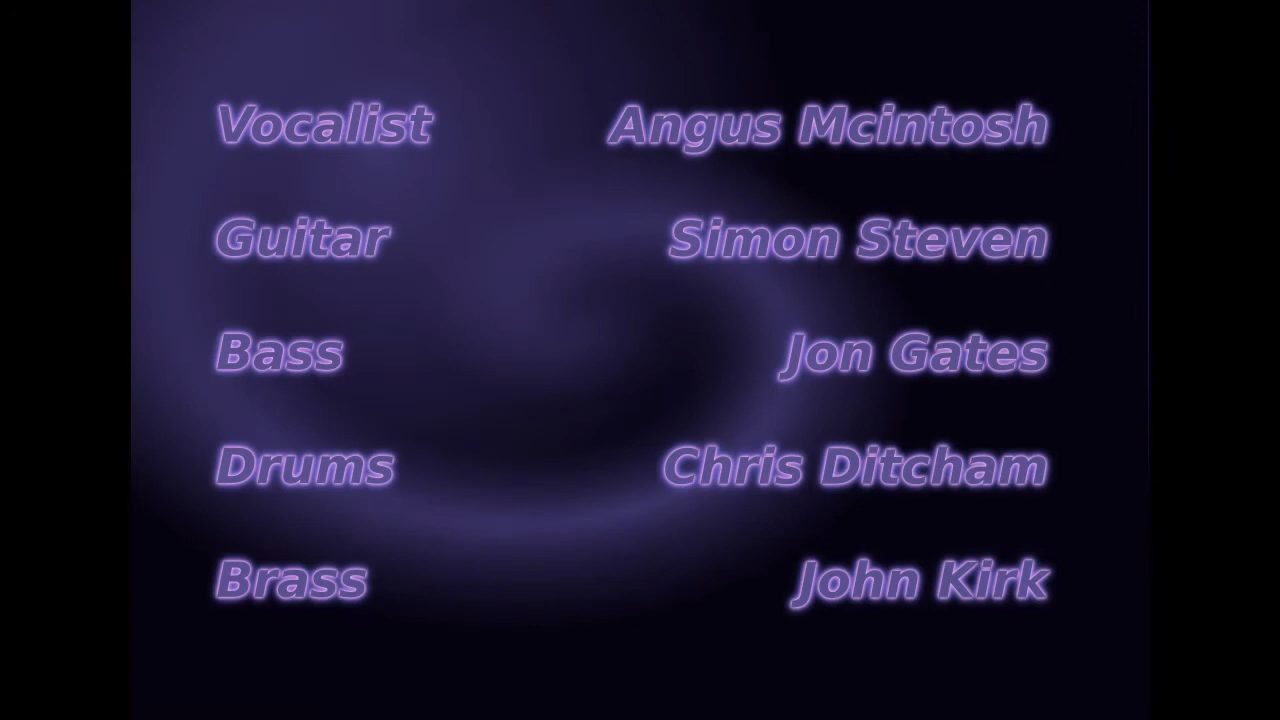 Vocalist Angus Mcintosh
Guitar Simon Steven
Bass Jon Gates
Drums Chris Ditcham
Brass John Kirk